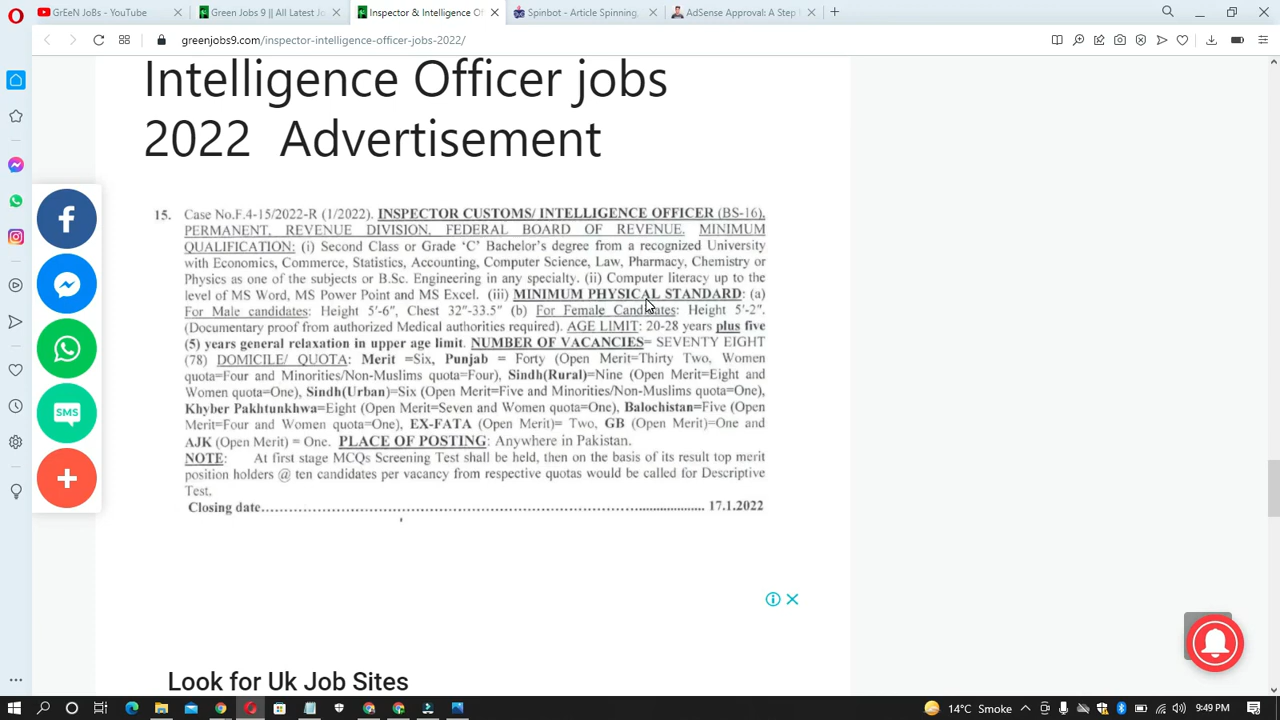 GrEeN JoBs - YouTube
Green Jobs 9 || All Latest Jo
Inspector & Intelligence Of
Spinbot - Article Spinning,
AdSense Approval: A Step
greenjobs9.com/inspector-intelligence-officer-jobs-2022/
Intelligence Officer jobs
2022 Advertisement
15. Case No.F.4-15/2022-R (1/2022). INSPECTOR CUSTOMS/ INTELLIGENCE OFFICER (BS-16),
PERMANENT, REVENUE DIVISION, FEDERAL BOARD OF REVENUE. MINIMUM
QUALIFICATION: (i) Second Class or Grade ‘C’ Bachelor’s degree from a recognized University
with Economics, Commerce, Statistics, Accounting, Computer Science, Law, Pharmacy, Chemistry or
Physics as one of the subjects or B.Sc. Engineering in any specialty. (ii) Computer literacy up to the
level of MS Word, MS Power Point and MS Excel. (iii) MINIMUM PHYSICAL STANDARD: (a)
For Male candidates: Height 5’-6”, Chest 32”-33.5” (b) For Female Candidates: Height 5’-2”.
(Documentary proof from authorized Medical authorities required). AGE LIMIT: 20-28 years plus five
(5) years general relaxation in upper age limit. NUMBER OF VACANCIES= SEVENTY EIGHT
(78) DOMICILE/ QUOTA: Merit =Six, Punjab = Forty (Open Merit=Thirty Two, Women
quota=Four and Minorities/Non-Muslims quota=Four), Sindh(Rural)=Nine (Open Merit=Eight and
Women quota=One), Sindh(Urban)=Six (Open Merit=Five and Minorities/Non-Muslims quota=One),
Khyber Pakhtunkhwa=Eight (Open Merit=Seven and Women quota=One), Balochistan=Five (Open
Merit=Four and Women quota=One), EX-FATA (Open Merit)= Two, GB (Open Merit)=One and
AJK (Open Merit) = One. PLACE OF POSTING: Anywhere in Pakistan.
NOTE: At first stage MCQs Screening Test shall be held, then on the basis of its result top merit
position holders @ ten candidates per vacancy from respective quotas would be called for Descriptive
Test.
Closing date........................................................................................ 17.1.2022
SMS
Look for Uk Job Sites
14°C Smoke
9:49 PM